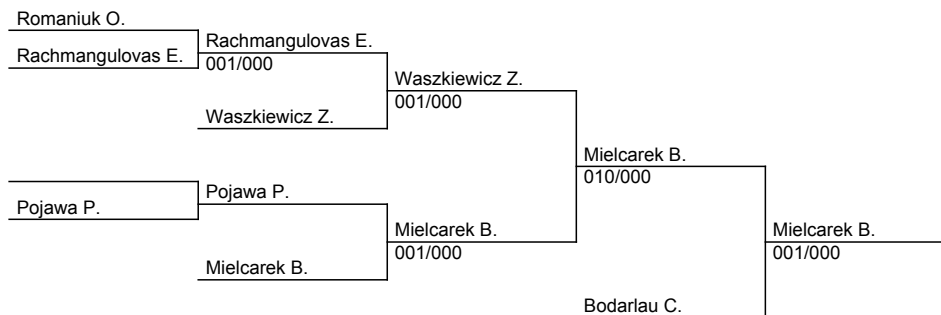 Romaniuk O.
Rachmangulovas E.
Rachmangulovas E.
001/000
Waszkiewicz Z.
001/000
Waszkiewicz Z.
Mielcarek B.
010/000
Pojawa P.
Pojawa P.
Mielcarek B.
001/000
Mielcarek B.
001/000
Mielcarek B.
Bodarlau C.